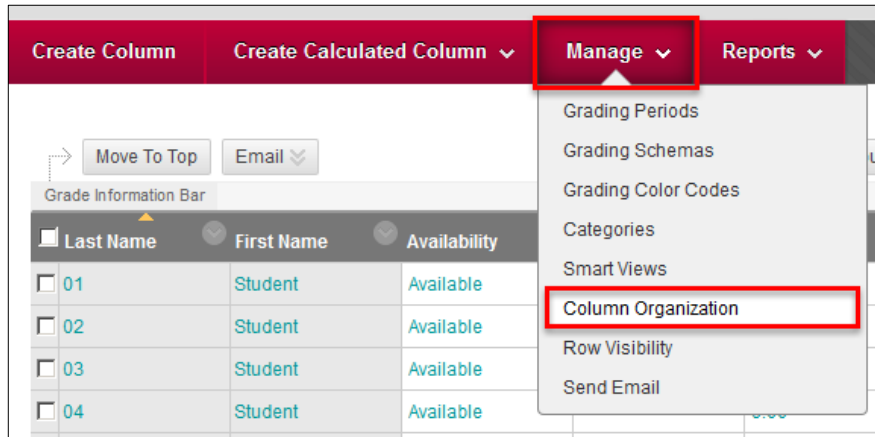 Create Column Create Calculated Column Manage Reports
Grading Periods
Grading Schemas
Grading Color Codes
Categories
Smart Views
Column Organization
Row Visibility
Send Email
Move To Top Email
Grade Information Bar
Last Name First Name Availability
01 Student Available
02 Student Available
03 Student Available
04 Student Available